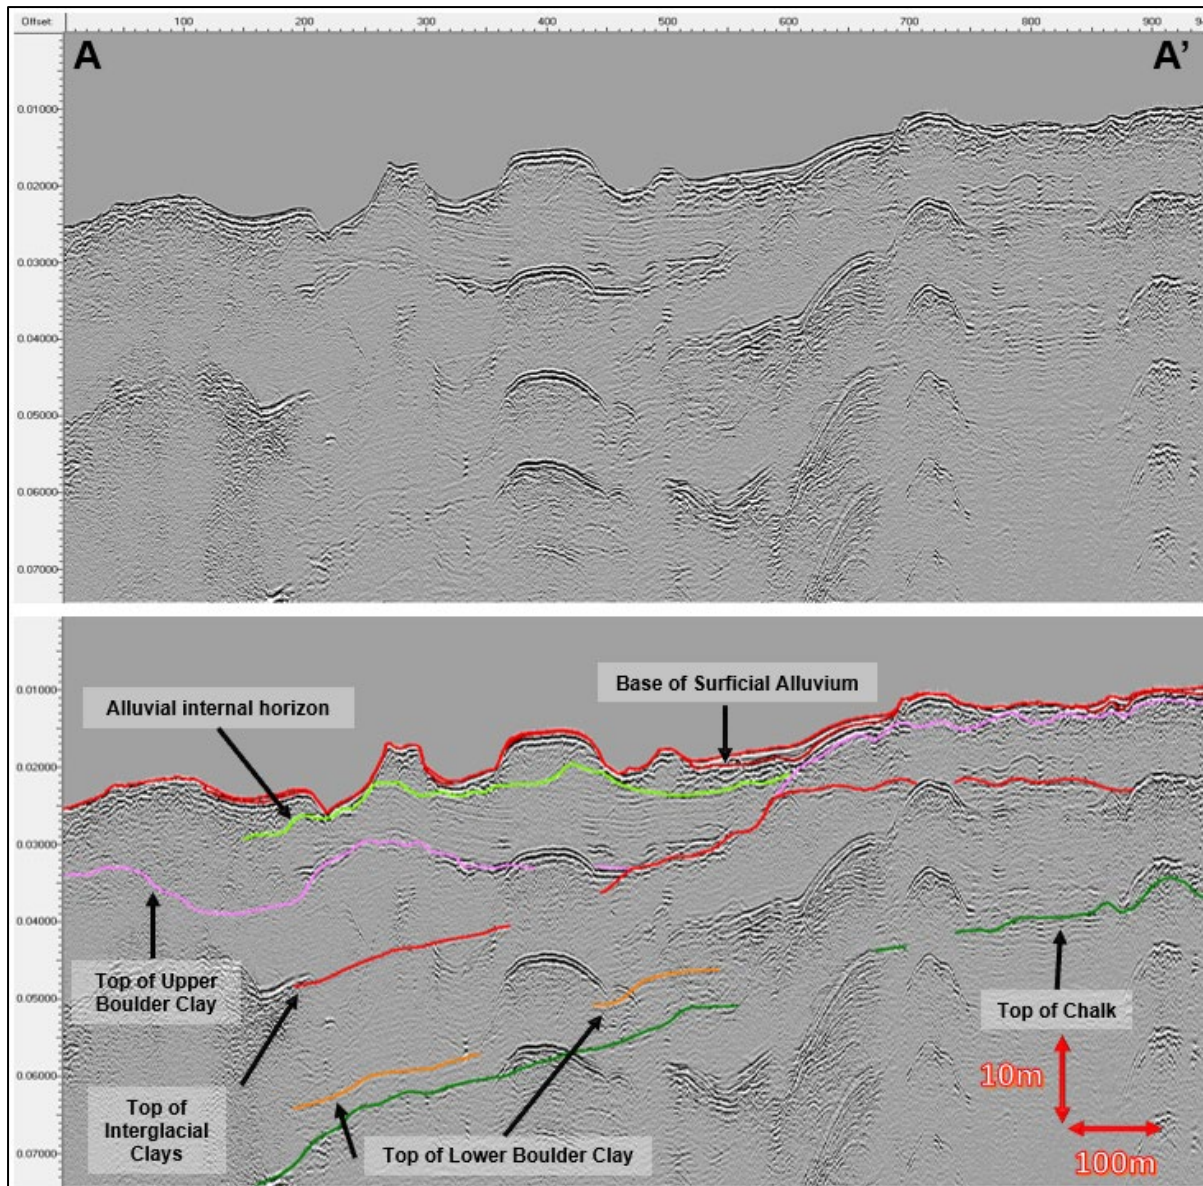 Offset: 100 200 300 400 500 600 700 800 900
A A'
0.01000
0.02000
0.03000
0.04000
0.05000
0.06000
0.07000
0.01000
Base of Surficial Alluvium
Alluvial internal horizon
0.02000
0.03000
0.04000
Top of Upper
Boulder Clay
0.05000
Top of Chalk
0.06000
10m
Top of
Interglacial
Clays
Top of Lower Boulder Clay
0.07000
100m